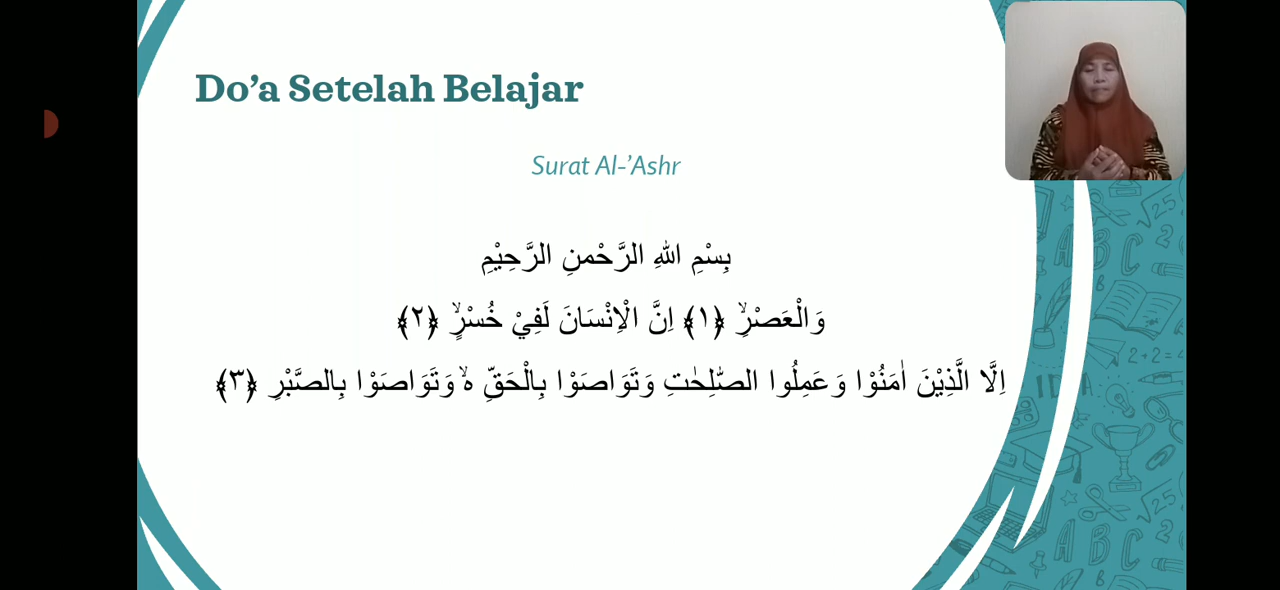 Do’a Setelah Belajar
Surat Al-’Ashr
بِسْمِ اللهِ الرَّحْمنِ الرَّحِيْمِ
وَالْعَصْرِۙ ﴿١﴾ اِنَّ الْاِنْسَانَ لَفِيْ خُسْرٍۙ ﴿٢﴾
اِلَّا الَّذِيْنَ اٰمَنُوْا وَعَمِلُوا الصّٰلِحٰتِ وَتَوَاصَوْا بِالْحَقِّ ەۙ وَتَوَاصَوْا بِالصَّبْرِ ﴿٣﴾